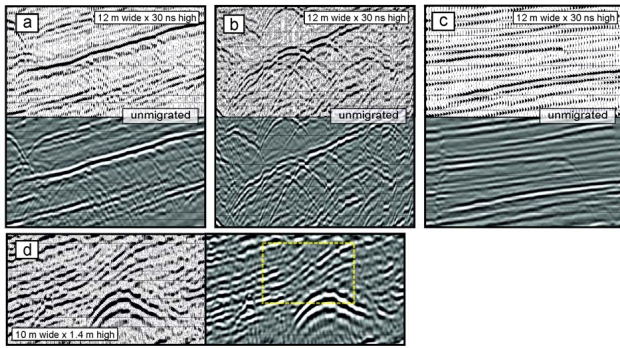 a
12 m wide x 30 ns high
unmigrated
b
12 m wide x 30 ns high
unmigrated
c
12 m wide x 30 ns high
unmigrated
d
10 m wide x 1.4 m high